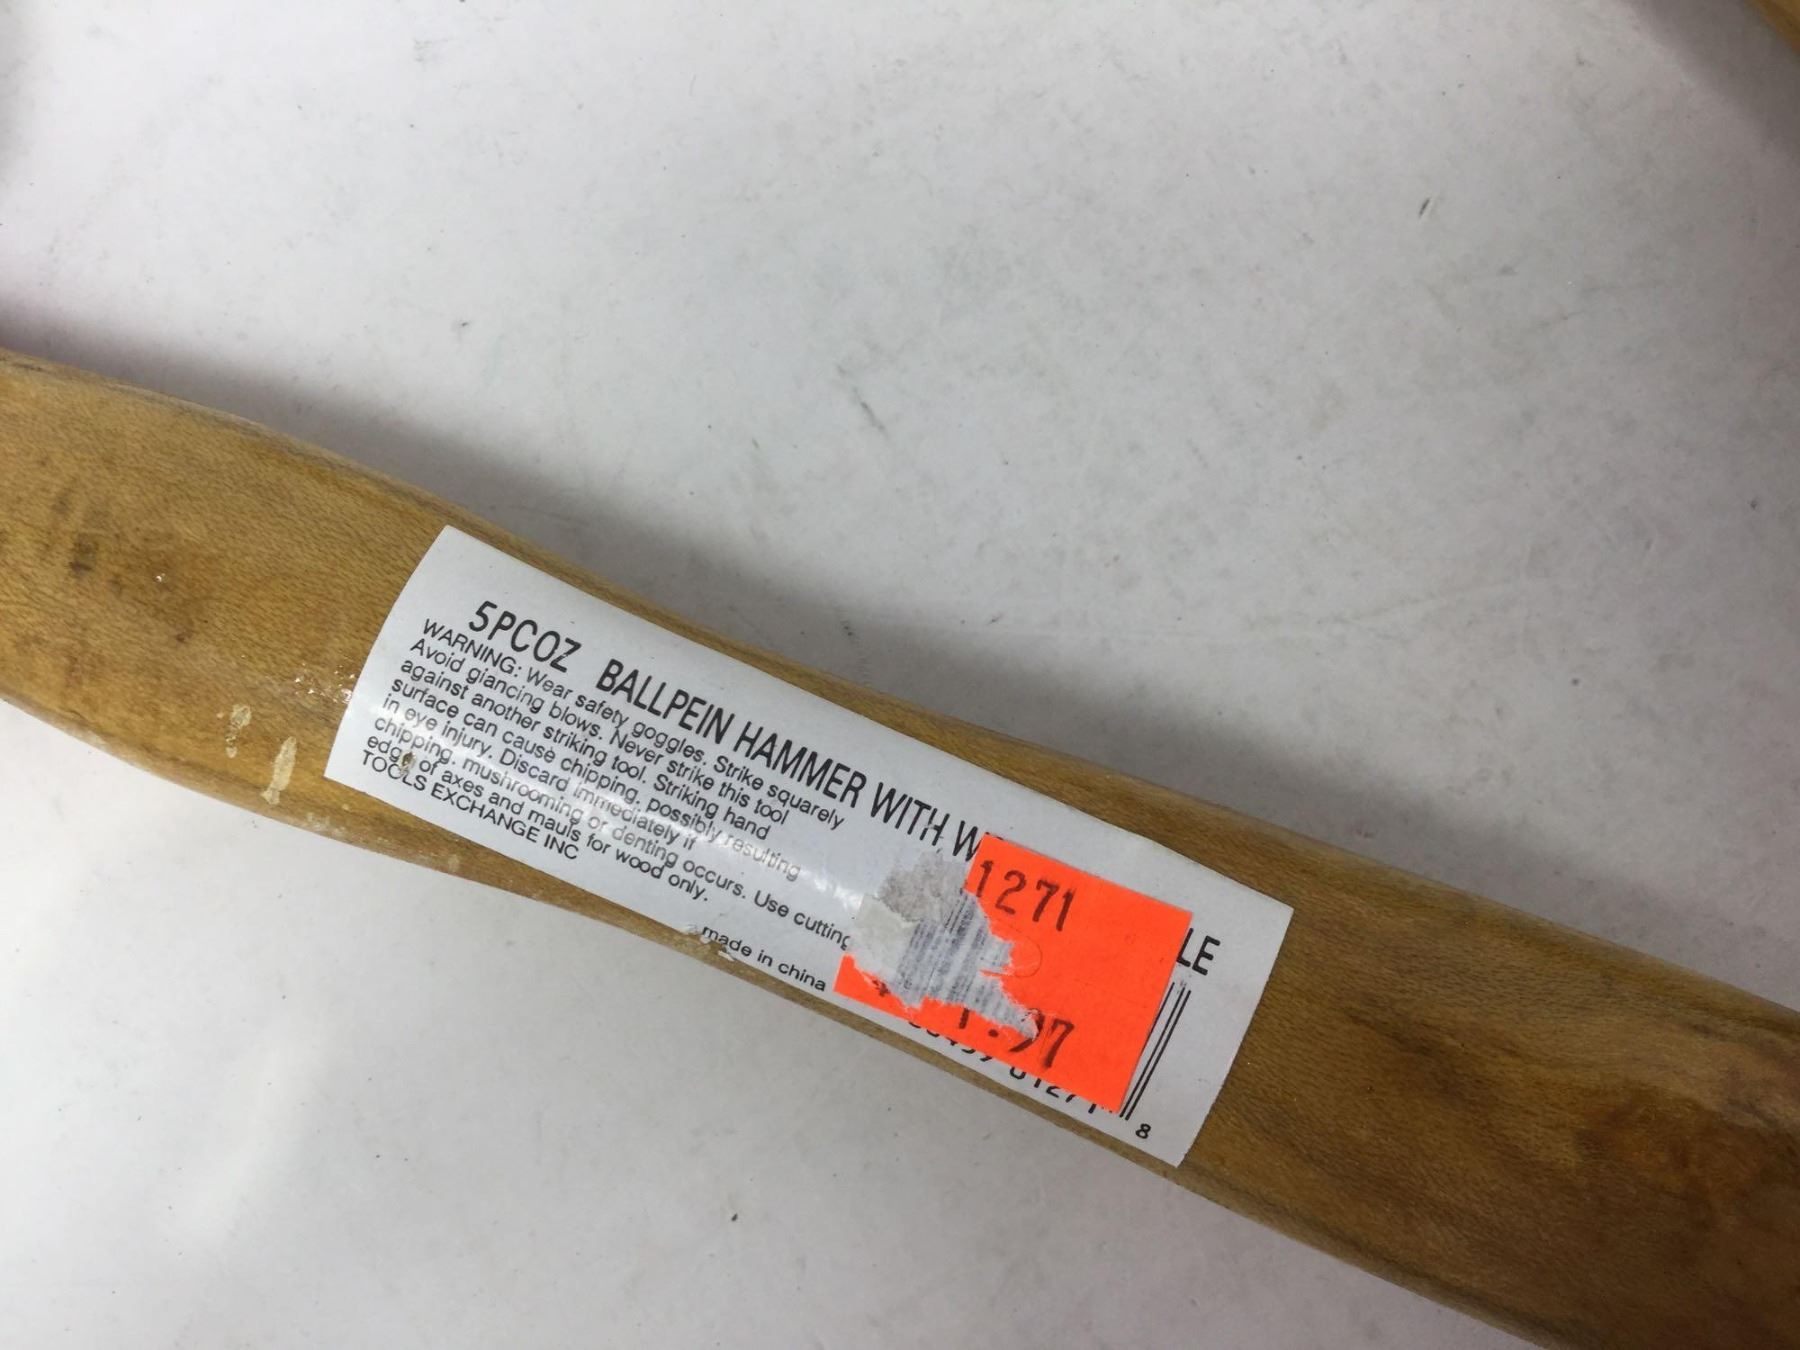 5PCOZ BALLPEIN HAMMER WITH LE
WARNING: Wear safety goggles. Strike squarely
Avoid glancing blows. Never strike this tool
against another striking tool. Striking hand
surface can cause chipping, possibly resulting
in eye injury. Discard immediately if
chipping, mushrooming or denting occurs. Use cutting
edge of axes and mauls for wood only.
TOOLS EXCHANGE INC
made in china
1271
.97
01271
8